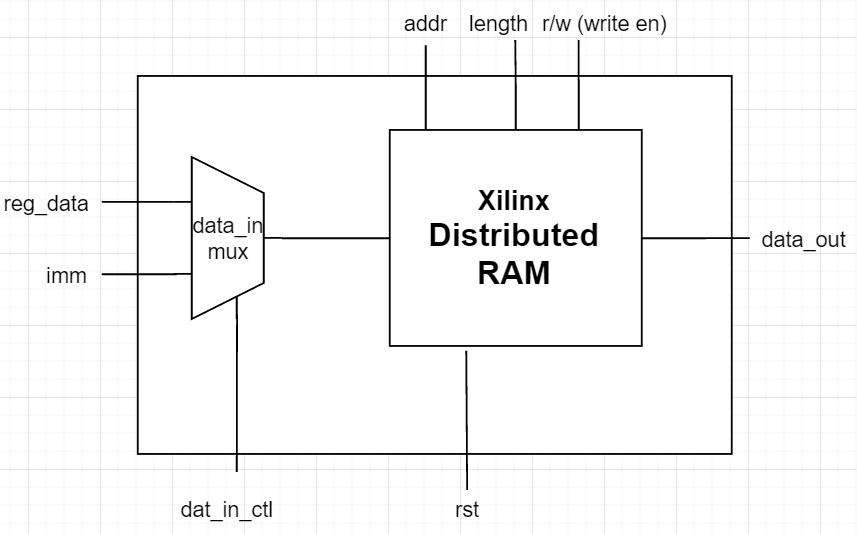 addr length r/w (write en)
reg_data
data_in
mux
imm
Xilinx
Distributed
RAM
data_out
dat_in_ctl
rst